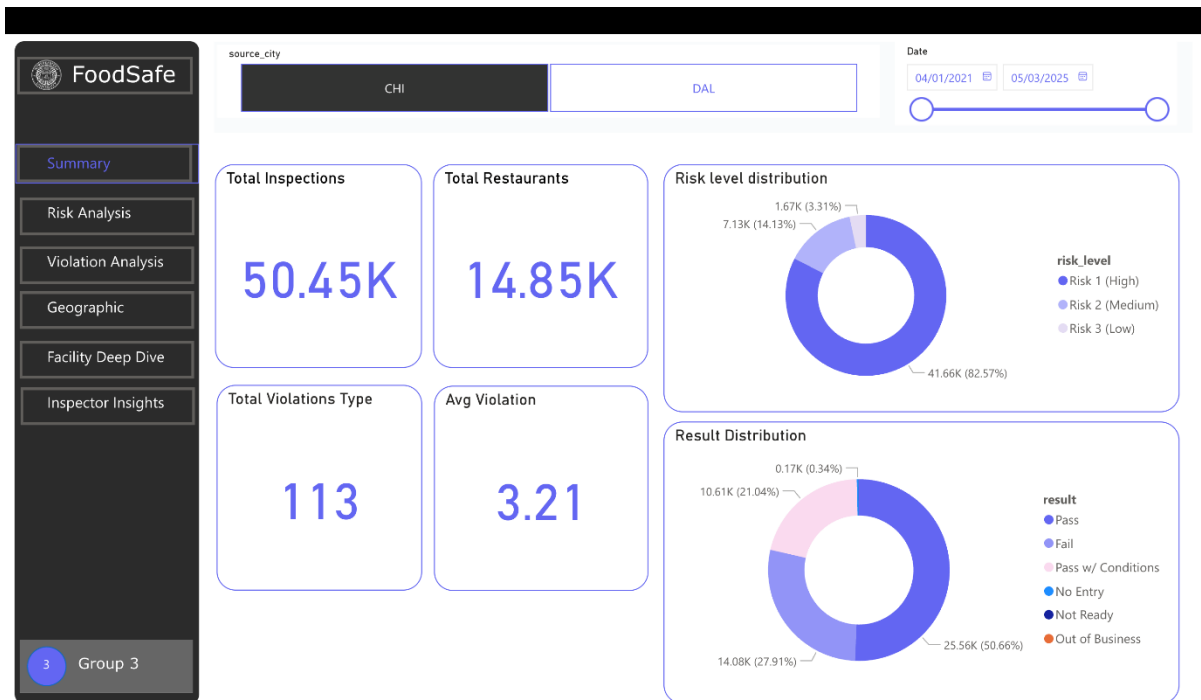 FoodSafe
Summary
Risk Analysis
Violation Analysis
Geographic
Facility Deep Dive
Inspector Insights
3 Group 3
source_city
CHI DAL
Date
04/01/2021 05/03/2025
Total Inspections
50.45K
Total Restaurants
14.85K
Total Violations Type
113
Avg Violation
3.21
Risk level distribution
1.67K (3.31%)
7.13K (14.13%)
41.66K (82.57%)
risk_level
Risk 1 (High)
Risk 2 (Medium)
Risk 3 (Low)
Result Distribution
0.17K (0.34%)
10.61K (21.04%)
14.08K (27.91%)
25.56K (50.66%)
result
Pass
Fail
Pass w/ Conditions
No Entry
Not Ready
Out of Business